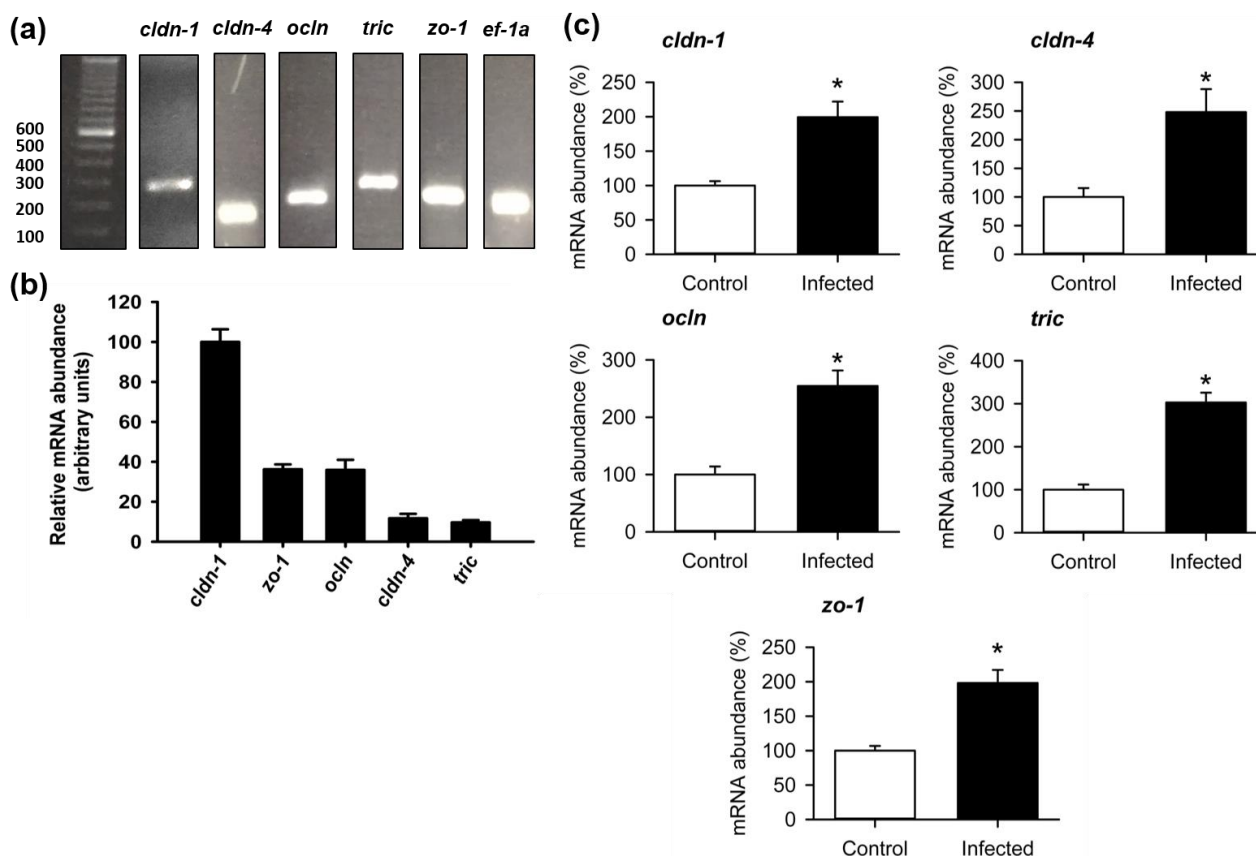 (a)
cldn-1 cldn-4 ocln tric zo-1 ef-1a
600
500
400
300
200
100
(b)
Relative mRNA abundance
(arbitrary units)
120
100
80
60
40
20
0
cldn-1
zo-1
ocln
cldn-4
tric
(c)
cldn-1
mRNA abundance (%)
250
200
150
100
50
0
*
Control Infected
cldn-4
mRNA abundance (%)
300
250
200
150
100
50
0
*
Control Infected
ocln
mRNA abundance (%)
300
200
100
0
*
Control Infected
tric
mRNA abundance (%)
400
300
200
100
0
*
Control Infected
zo-1
mRNA abundance (%)
250
200
150
100
50
0
*
Control Infected